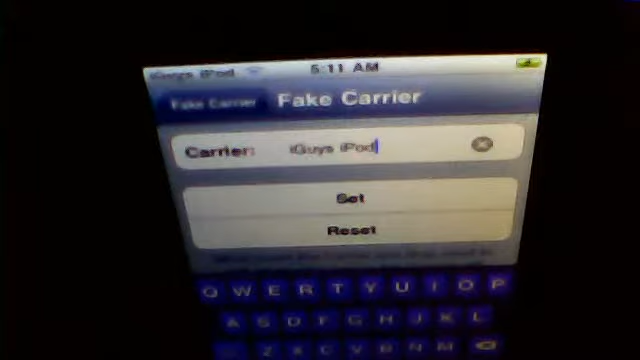 iGuys iPod 5:11 AM
Fake Carrier Fake Carrier
Carrier: iGuys iPod
Set
Reset
Q W E R T Y U I O P
A S D F G H J K L
Z X C V B N M